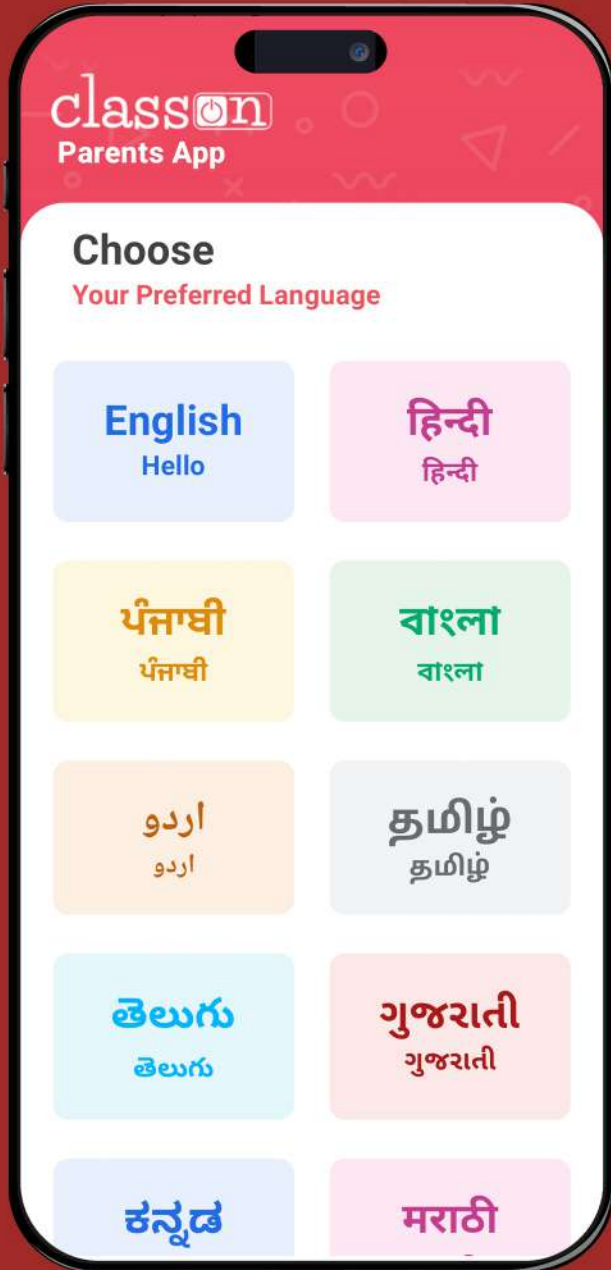 classon
Parents App
Choose
Your Preferred Language
English
Hello
हिन्दी
हिन्दी
ਪੰਜਾਬੀ
ਪੰਜਾਬੀ
বাংলা
বাংলা
اردو
اردو
தமிழ்
தமிழ்
తెలుగు
తెలుగు
ગુજરાતી
ગુજરાતી
ಕನ್ನಡ
मराठी